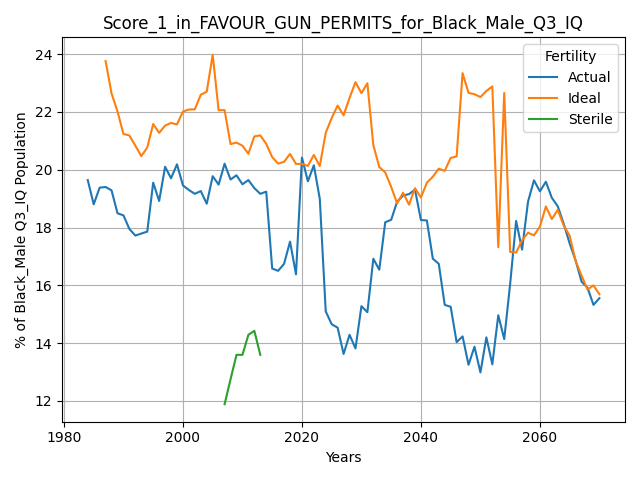 Score_1_in_FAVOUR_GUN_PERMITS_for_Black_Male_Q3_IQ
% of Black_Male Q3_IQ Population
24
22
20
18
16
14
12
Fertility
Actual
Ideal
Sterile
1980 2000 2020 2040 2060
Years